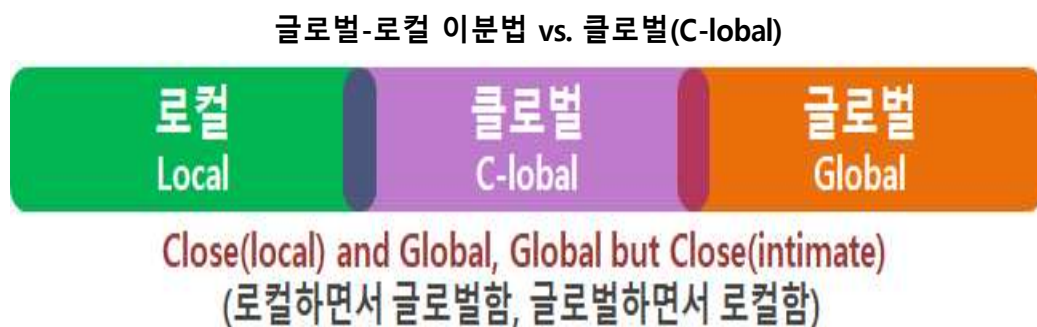 글로벌-로컬 이분법 vs. 클로벌(C-lobal)
로컬 클로벌 글로벌
Local C-lobal Global
Close(local) and Global, Global but Close(intimate)
(로컬하면서 글로벌함, 글로벌하면서 로컬함)